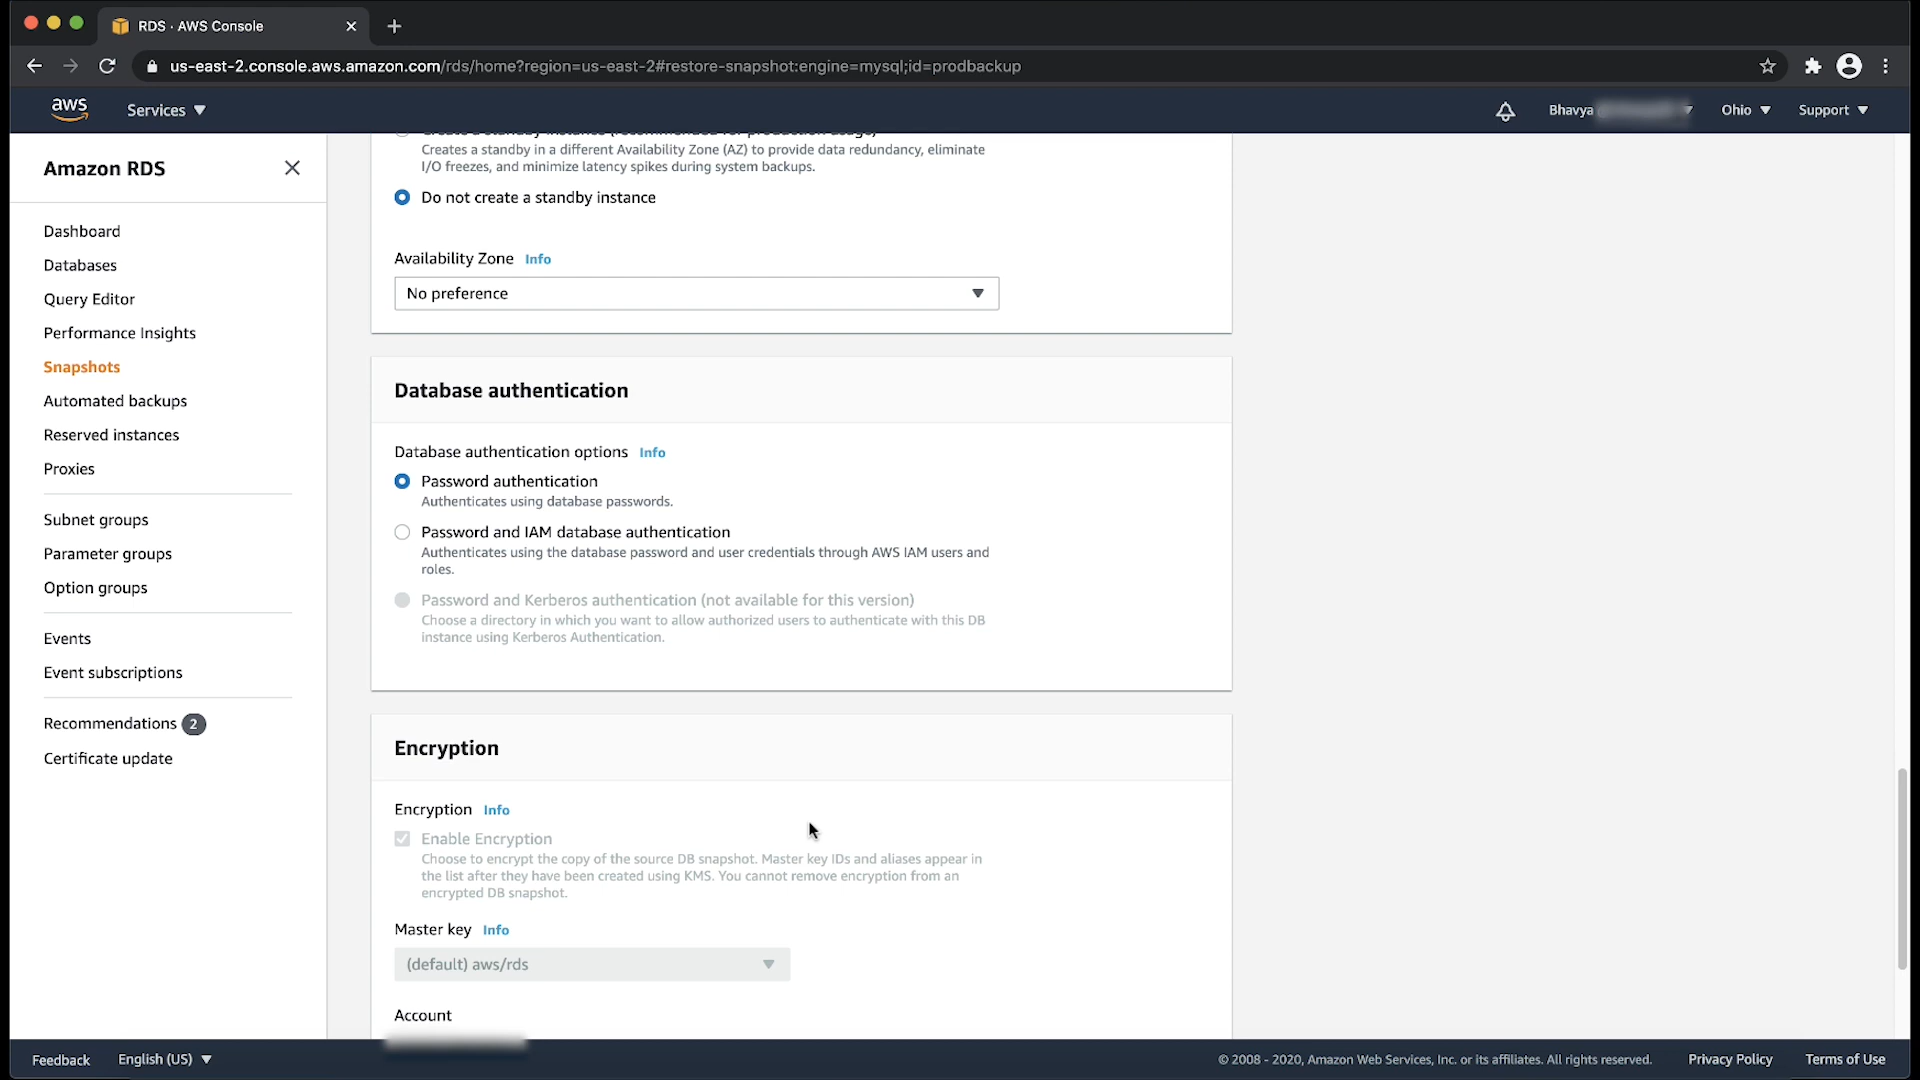 RDS · AWS Console
us-east-2.console.aws.amazon.com/rds/home?region=us-east-2#restore-snapshot:engine=mysql;id=prodbackup
aws
Services
Bhavya
Ohio
Support
Amazon RDS
Dashboard
Databases
Query Editor
Performance Insights
Snapshots
Automated backups
Reserved instances
Proxies
Subnet groups
Parameter groups
Option groups
Events
Event subscriptions
Recommendations 2
Certificate update
Create a standby instance (recommended for production usage)
Creates a standby in a different Availability Zone (AZ) to provide data redundancy, eliminate
I/O freezes, and minimize latency spikes during system backups.
Do not create a standby instance
Availability Zone Info
No preference
Database authentication
Database authentication options Info
Password authentication
Authenticates using database passwords.
Password and IAM database authentication
Authenticates using the database password and user credentials through AWS IAM users and
roles.
Password and Kerberos authentication (not available for this version)
Choose a directory in which you want to allow authorized users to authenticate with this DB
instance using Kerberos Authentication.
Encryption
Encryption Info
Enable Encryption
Choose to encrypt the copy of the source DB snapshot. Master key IDs and aliases appear in
the list after they have been created using KMS. You cannot remove encryption from an
encrypted DB snapshot.
Master key Info
(default) aws/rds
Account
Feedback
English (US)
© 2008 - 2020, Amazon Web Services, Inc. or its affiliates. All rights reserved.
Privacy Policy
Terms of Use